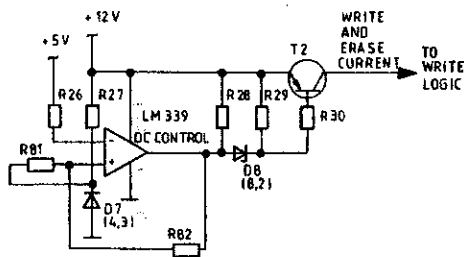 +12V
+5V
WRITE
AND
ERASE
CURRENT
T2
TO
WRITE
LOGIC
R26
R27
R28
R29
R30
LM 339
DC CONTROL
R81
-
+
D7
(4,3)
D8
(8,2)
R82